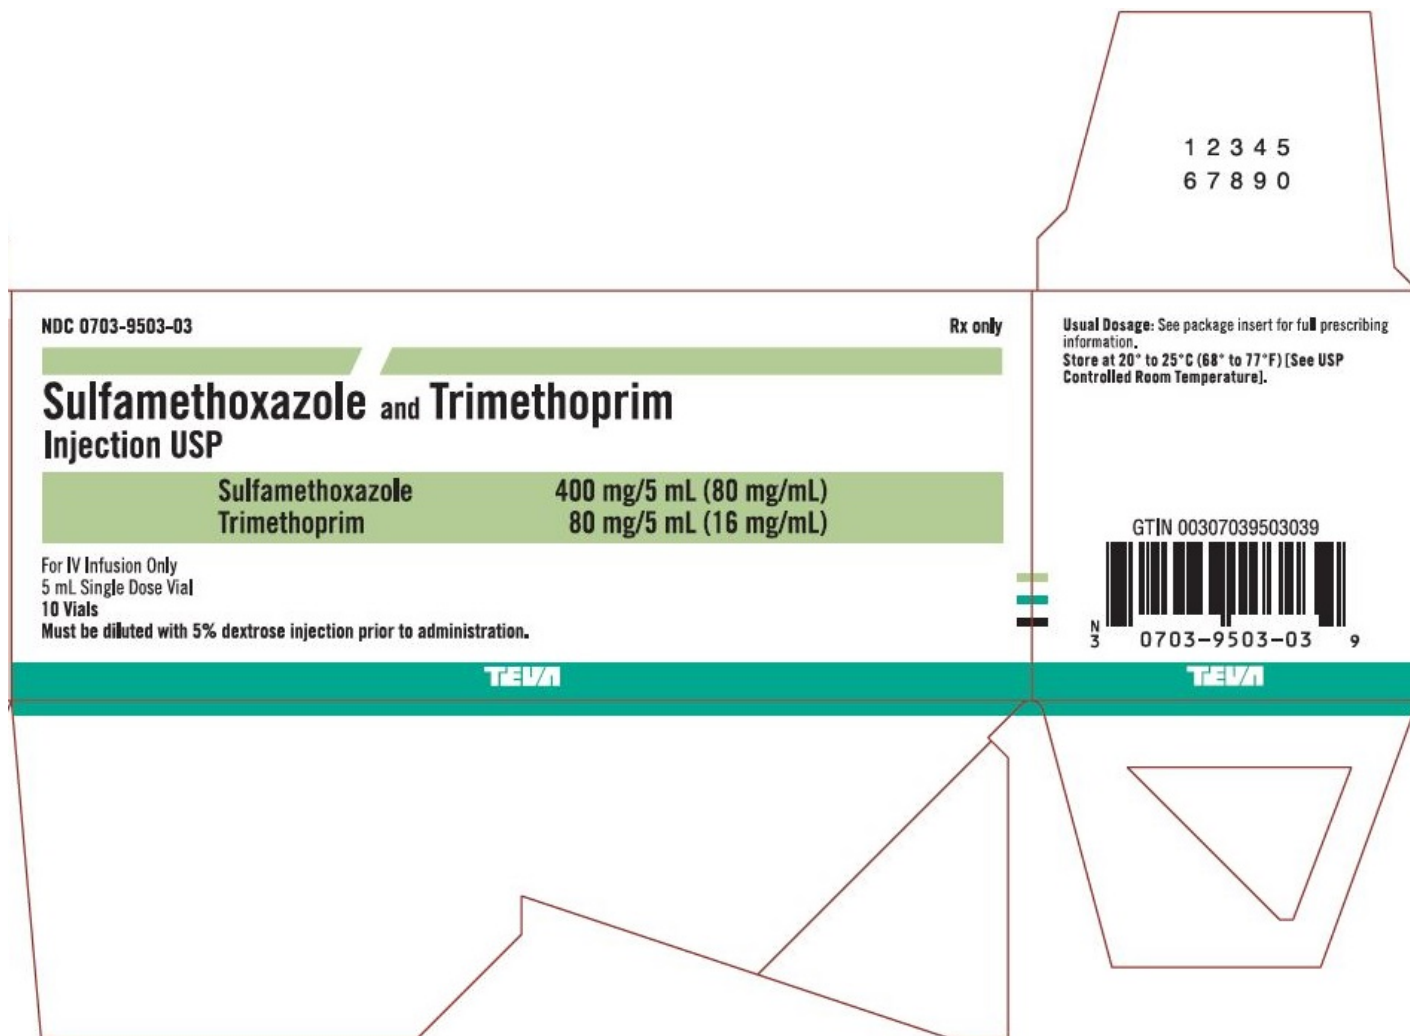 1 2 3 4 5
6 7 8 9 0
NDC 0703-9503-03
Rx only
Sulfamethoxazole and Trimethoprim
Injection USP
Sulfamethoxazole 400 mg/5 mL (80 mg/mL)
Trimethoprim 80 mg/5 mL (16 mg/mL)
For IV Infusion Only
5 mL Single Dose Vial
10 Vials
Must be diluted with 5% dextrose injection prior to administration.
TEVA
Usual Dosage: See package insert for full prescribing
information.
Store at 20° to 25°C (68° to 77°F) [See USP
Controlled Room Temperature].
GTIN 00307039503039
N
3 0703-9503-03 9
TEVA